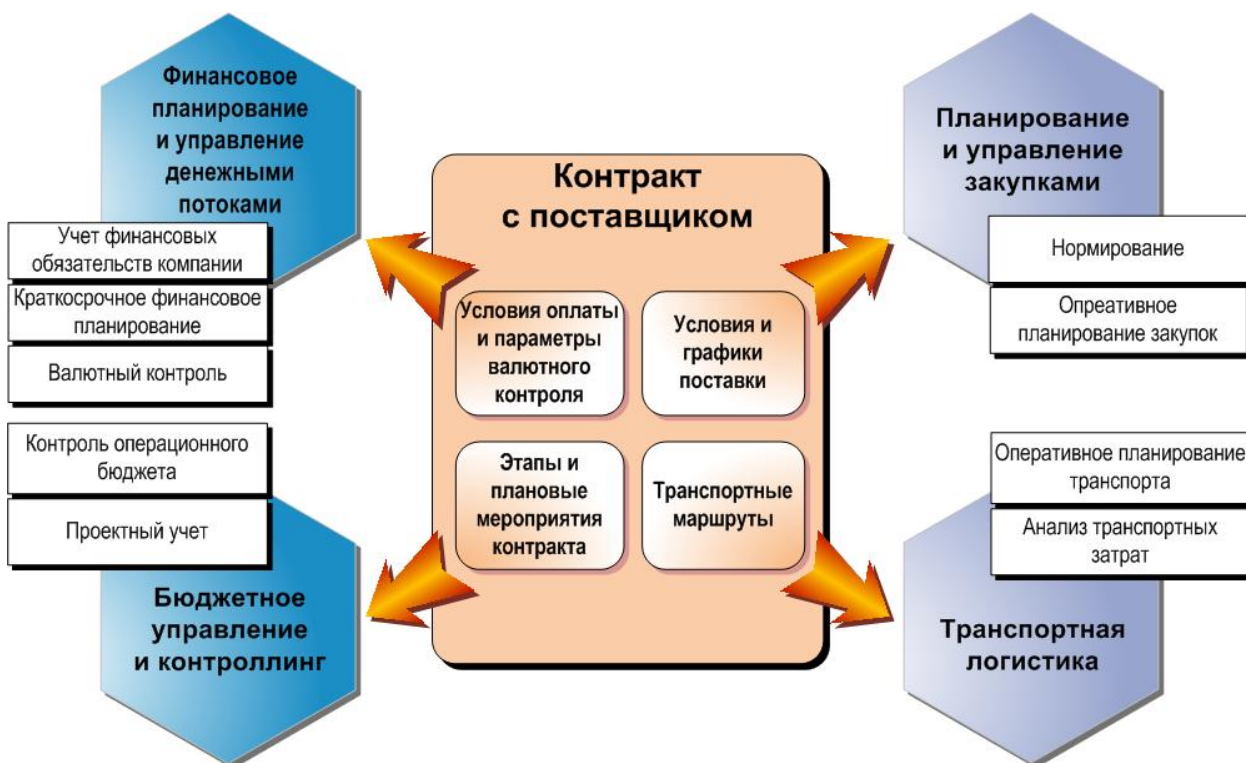 Финансовое
планирование
и управление
денежными
потоками
Учет финансовых
обязательств компании
Краткосрочное финансовое
планирование
Валютный контроль
Контроль операционного
бюджета
Проектный учет
Бюджетное
управление
и контроллинг
Контракт
с поставщиком
Условия оплаты
и параметры
валютного
контроля
Условия и
графики
поставки
Этапы и
плановые
мероприятия
контракта
Транспортные
маршруты
Планирование
и управление
закупками
Нормирование
Опреативное
планирование закупок
Оперативное планирование
транспорта
Анализ транспортных
затрат
Транспортная
логистика